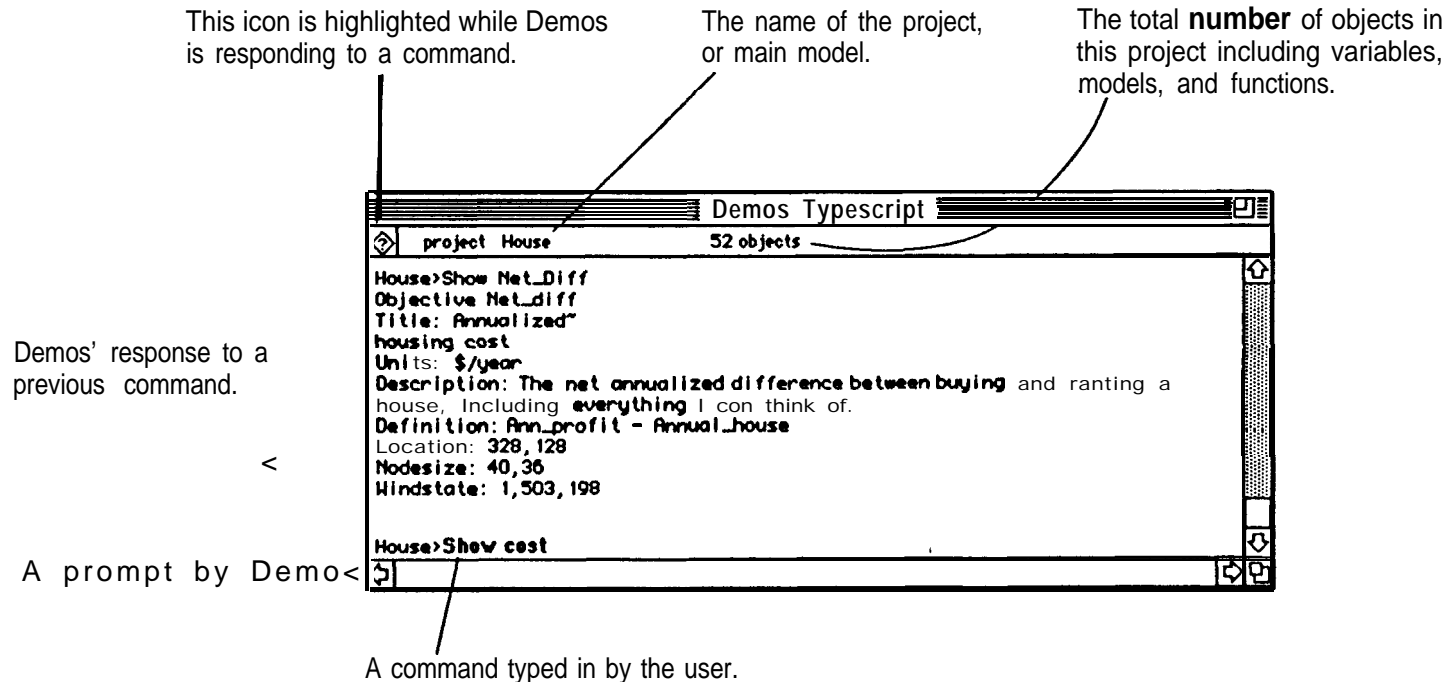 This icon is highlighted while Demos
is responding to a command.
The name of the project,
or main model.
The total number of objects in
this project including variables,
models, and functions.
Demos Typescript
project House
52 objects
House>Show Net_Diff
Objective Net_diff
Title: Annualized~
housing cost
Units: $/year
Description: The net annualized difference between buying and ranting a
house, Including everything I con think of.
Definition: Ann_profit - Annual_house
Location: 328,128
Nodesize: 40,36
Windstate: 1,503,198
House>Show cost
Demos' response to a
previous command.
<
A prompt by Demo<
A command typed in by the user.